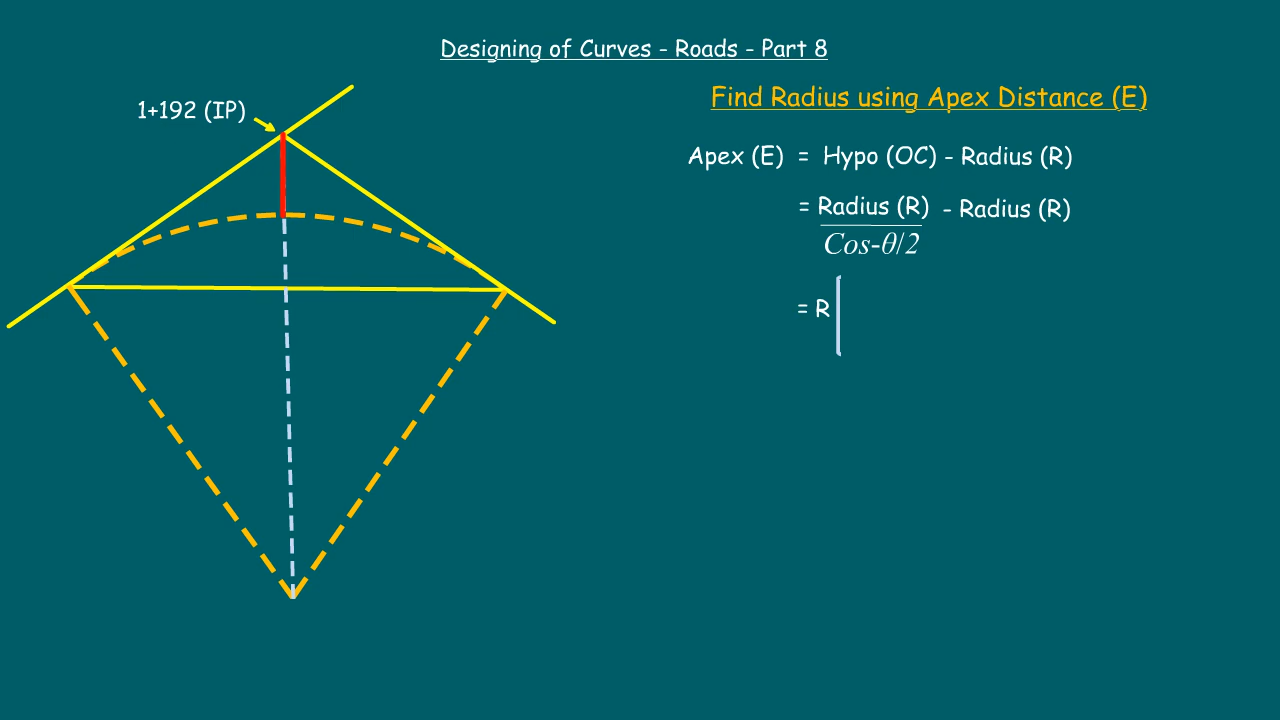 Designing of Curves - Roads - Part 8
Find Radius using Apex Distance (E)
1+192 (IP)
Apex (E) = Hypo (OC) - Radius (R)
= Radius (R) - Radius (R)
Cos-θ/2
= R [